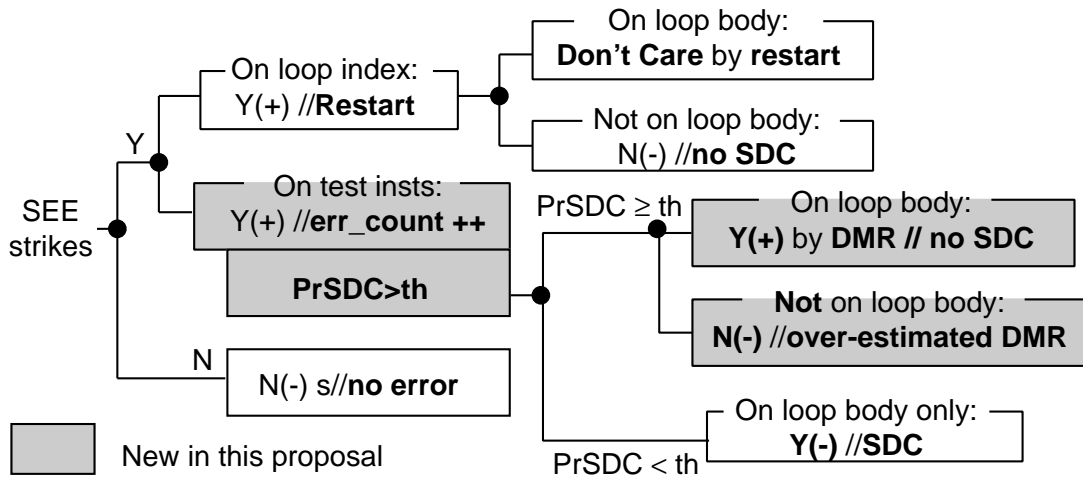 On loop body:
Don't Care by restart
On loop index:
Y(+) //Restart
Not on loop body:
N(-) //no SDC
Y
SEE
strikes
On test insts:
Y(+) //err_count ++
PrSDC>th
PrSDC ≥ th
On loop body:
Y(+) by DMR // no SDC
Not on loop body:
N(-) //over-estimated DMR
N
N(-) s//no error
On loop body only:
Y(-) //SDC
PrSDC < th
New in this proposal